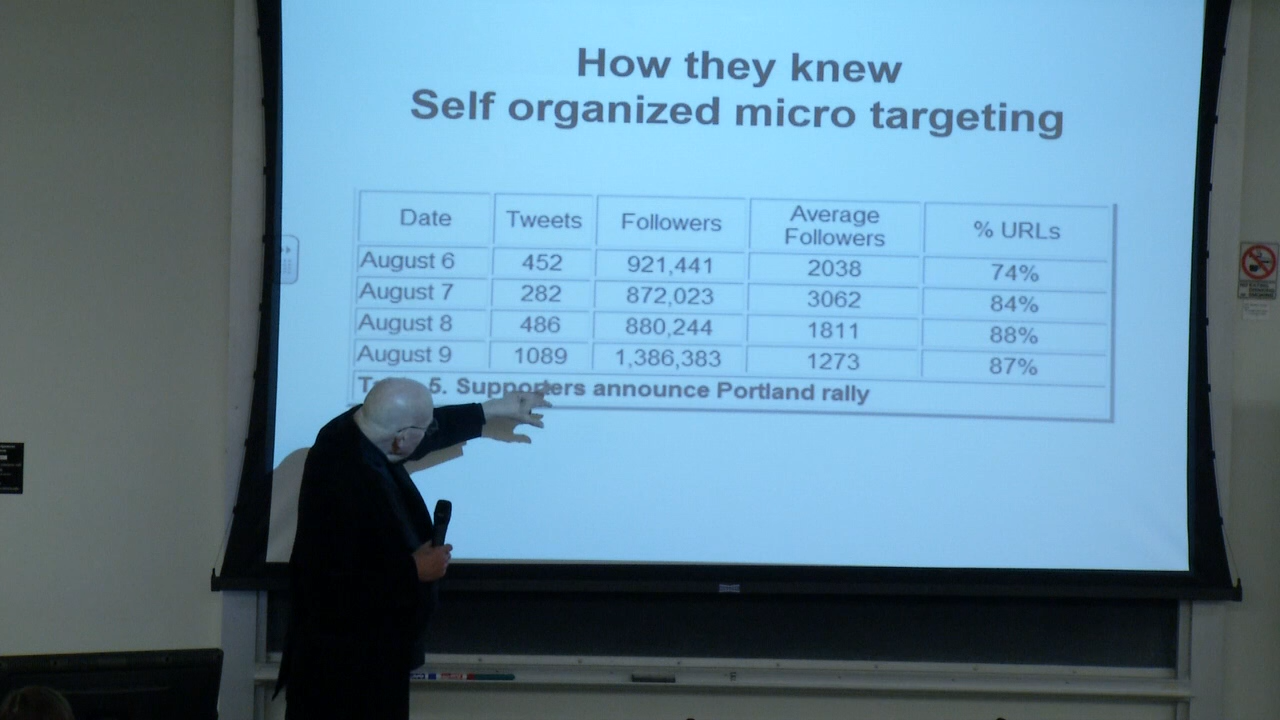 How they knew
Self organized micro targeting
Date Tweets Followers Average Followers % URLs
August 6 452 921,441 2038 74%
August 7 282 872,023 3062 84%
August 8 486 880,244 1811 88%
August 9 1089 1,386,383 1273 87%
5. Supporters announce Portland rally